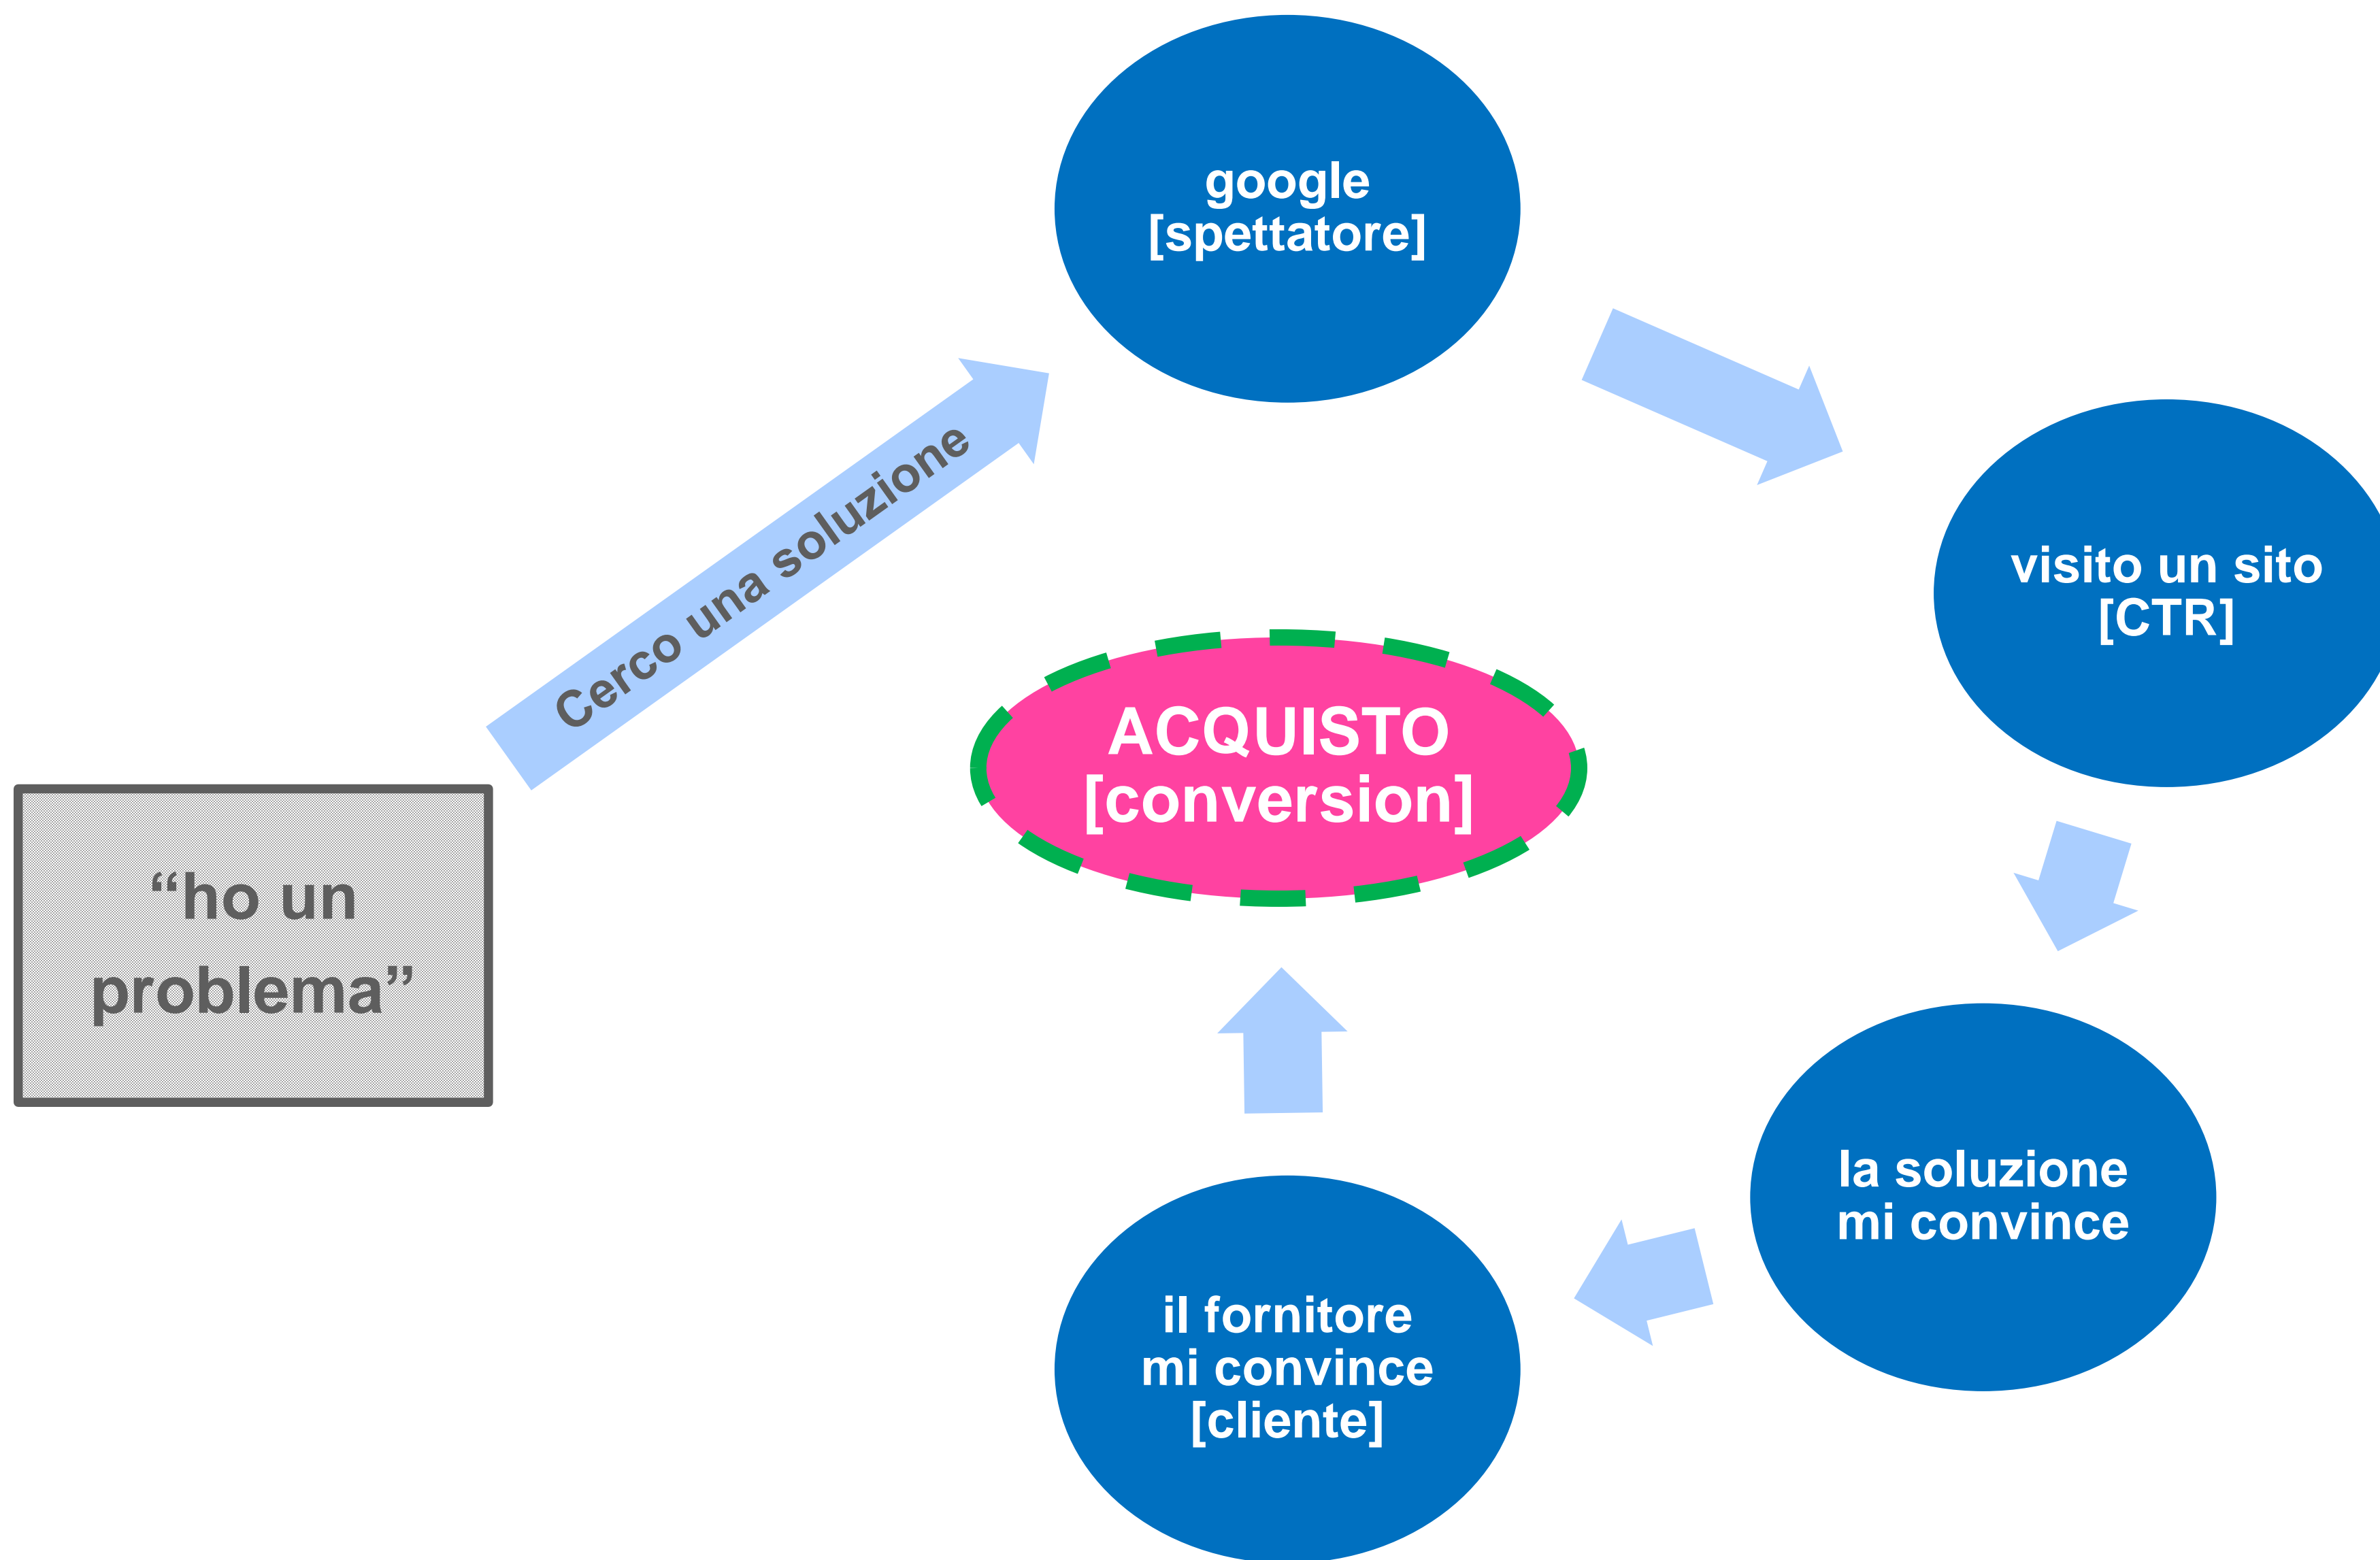 “ho un
problema”
Cerco una soluzione
google
[spettatore]
visito un sito
[CTR]
la soluzione
mi convince
il fornitore
mi convince
[cliente]
ACQUISTO
[conversion]